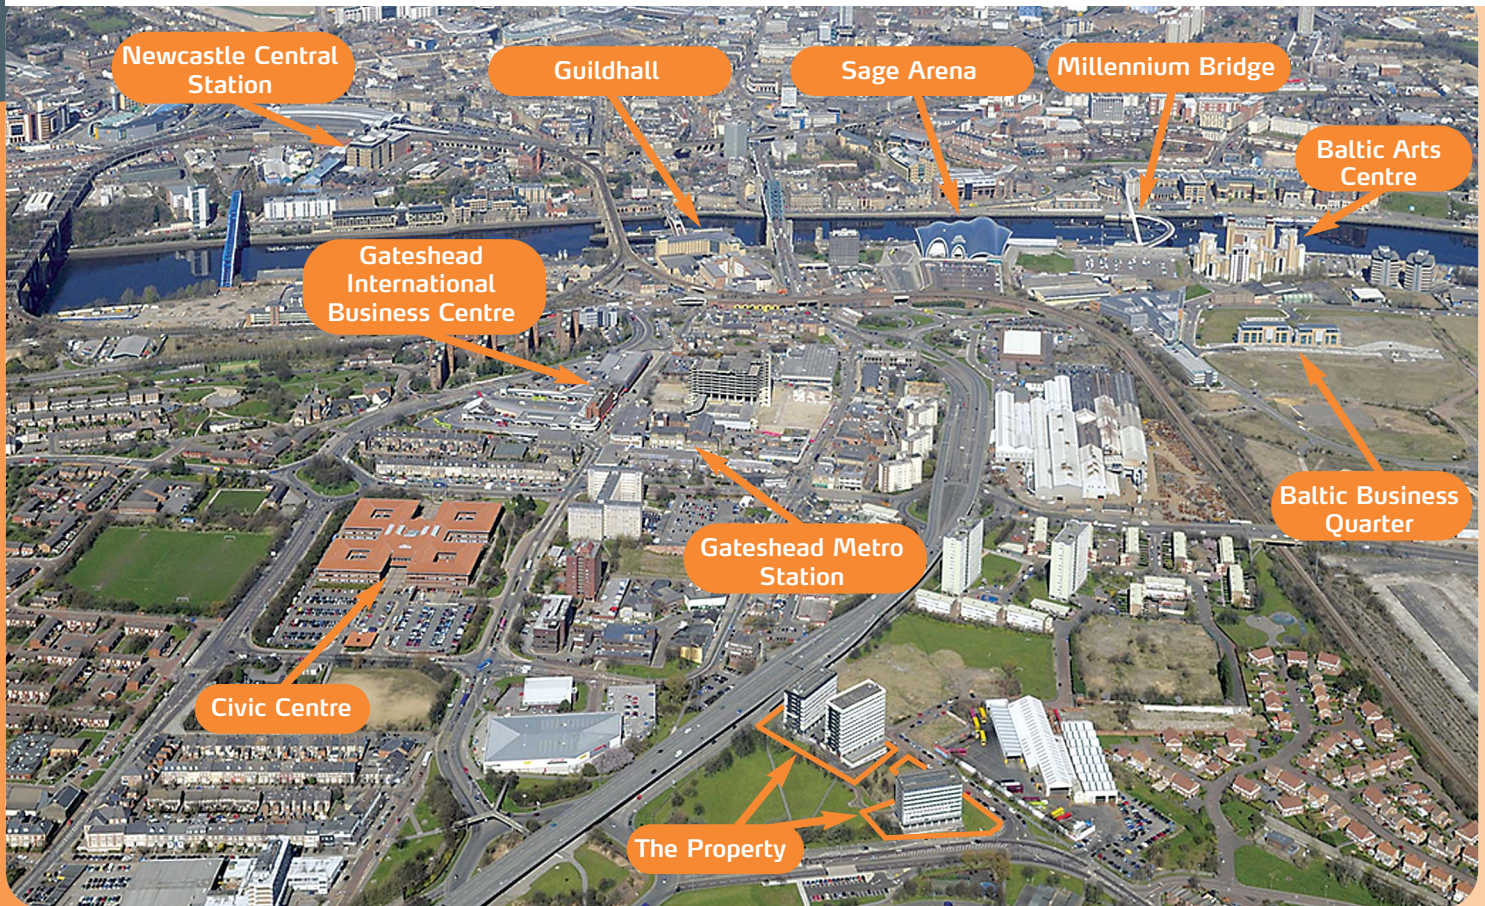 Newcastle Central
Station
Guildhall
Sage Arena
Millennium Bridge
Baltic Arts
Centre
Gateshead
International
Business Centre
Baltic Business
Quarter
Gateshead Metro
Station
Civic Centre
The Property